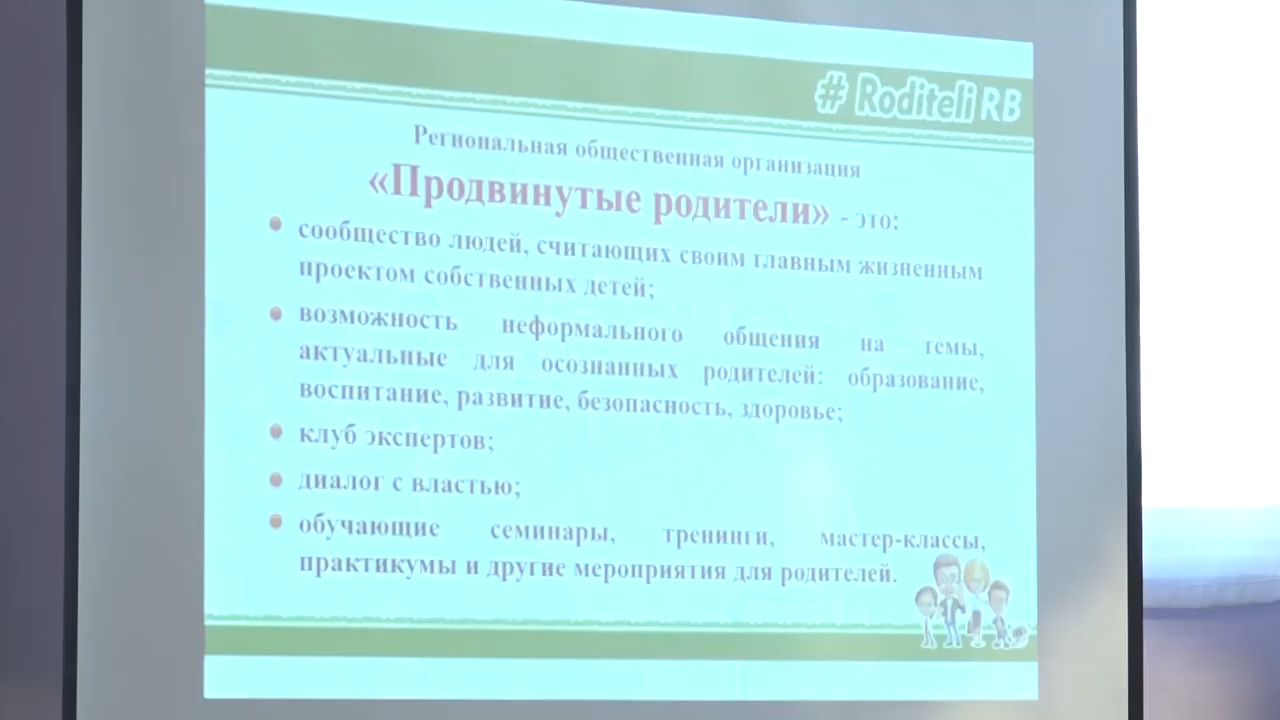 # Roditeli RB
Региональная общественная организация
«Продвинутые родители» - это:
сообщество людей, считающих своим главным жизненным
проектом собственных детей;
возможность неформального общения на темы,
актуальные для осознанных родителей: образование,
воспитание, развитие, безопасность, здоровье;
клуб экспертов;
диалог с властью;
обучающие семинары, тренинги, мастер-классы,
практикумы и другие мероприятия для родителей.